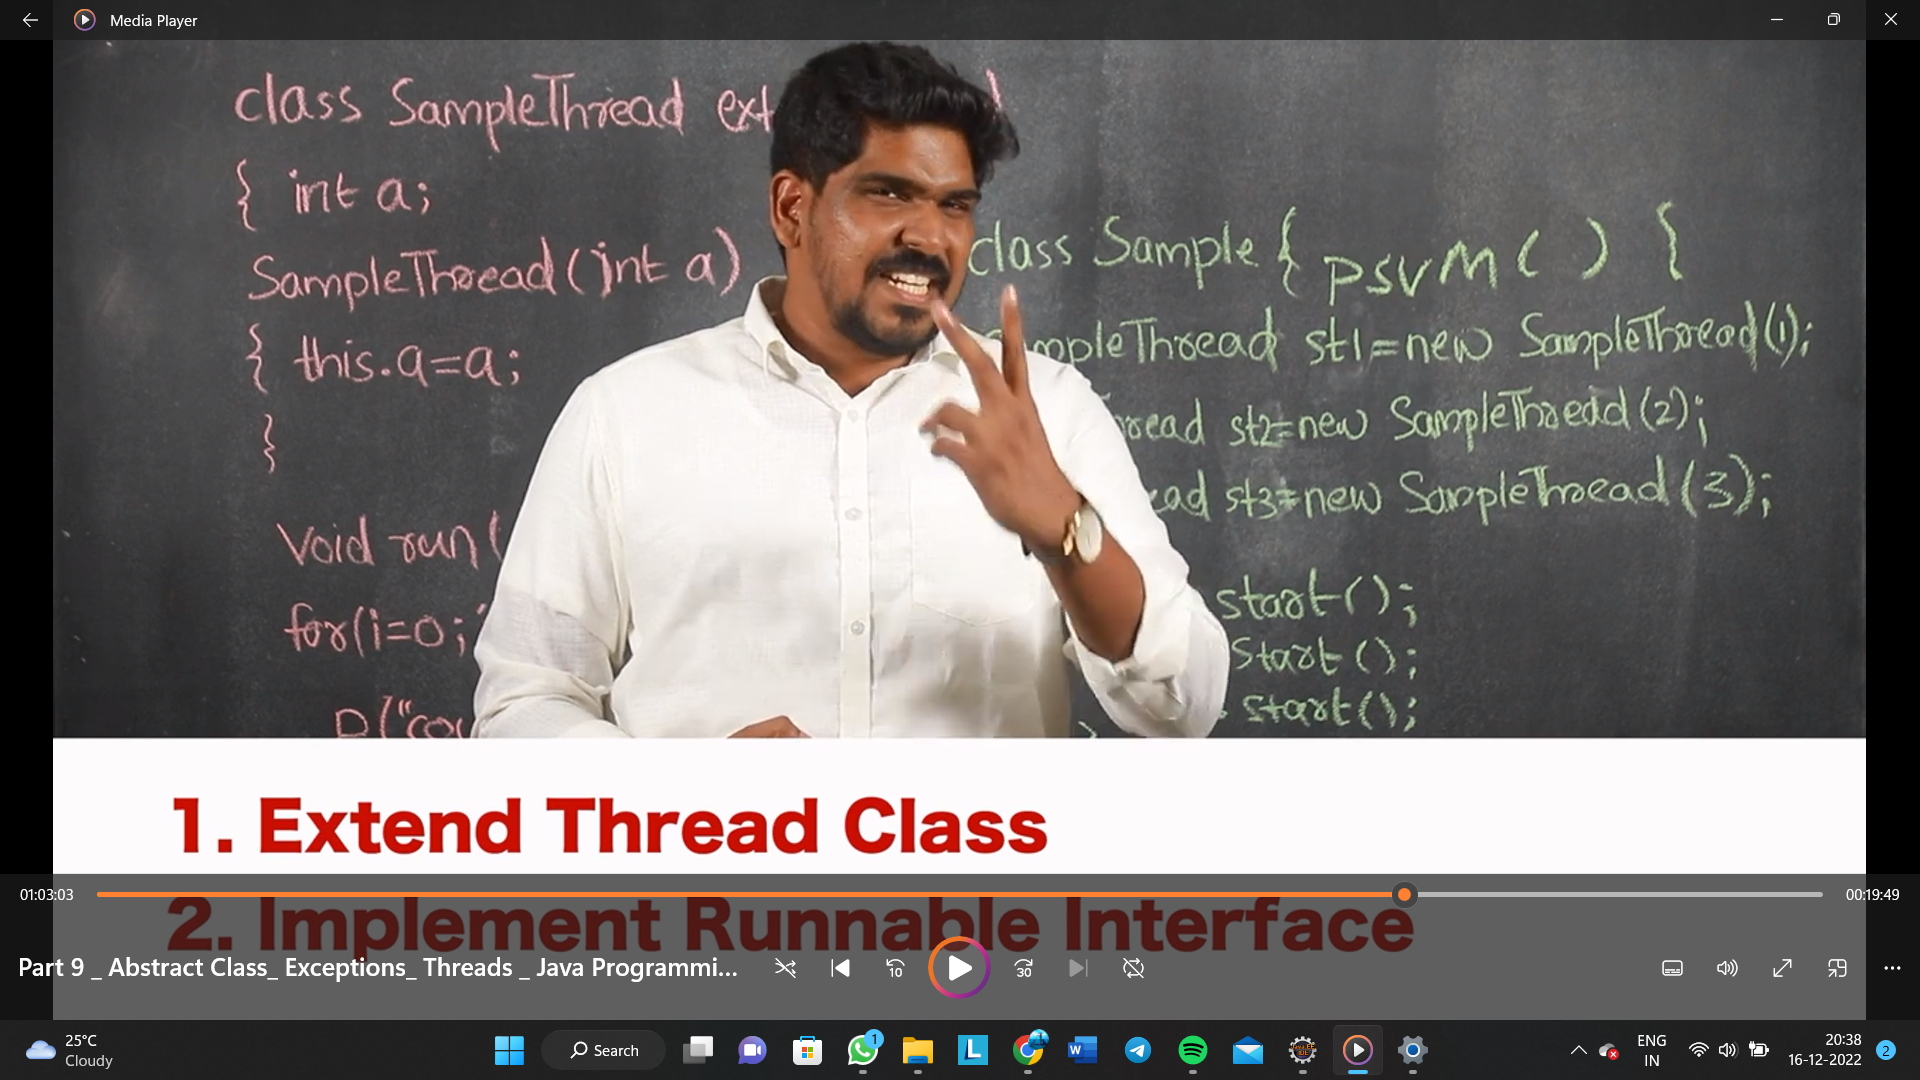 Media Player
class SampleThread ext
{ int a;
SampleThread (int a)
{ this.a=a;
}
Void run (
for(i=0;
class Sample { psvm ( ) {
SampleThread st1=new SampleThread(1);
read st2=new SampleThread (2);
ead st3=new SampleThread (3);
start();
Start ();
start();
}
1. Extend Thread Class
01:03:03
00:19:49
2. Implement Runnable Interface
Part 9 _ Abstract Class_ Exceptions_ Threads _ Java Programmi...
10
30
25°C
Cloudy
Search
1
L
W
ENG
IN
20:38
16-12-2022
2